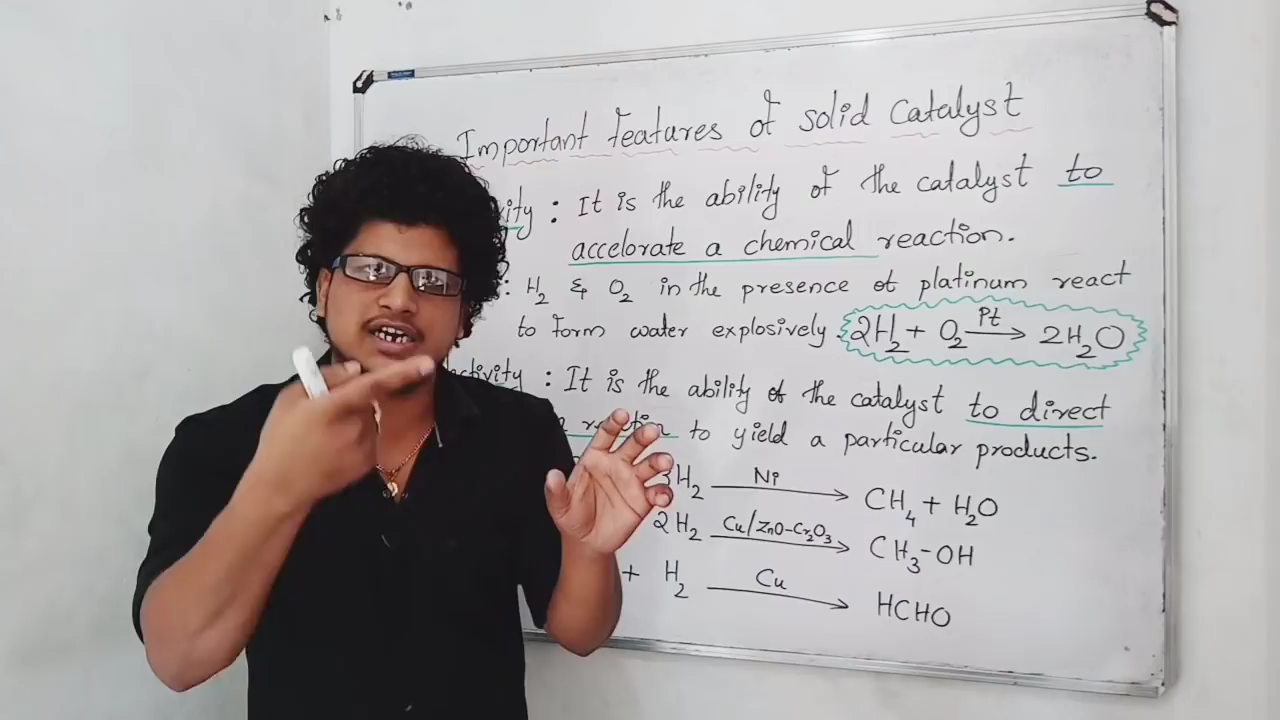 Important features of solid Catalyst
ity : It is the ability of the catalyst to
accelorate a chemical reaction.
: H2 & O2 in the presence of platinum react
to form water explosively. 2H2 + O2 Pt→ 2H2O
ectivity : It is the ability of the catalyst to direct
to yield a particular products.
3H2 Ni→ CH4 + H2O
2H2 Cu/ZnO-Cr2O3→ CH3-OH
+ H2 Cu→ HCHO